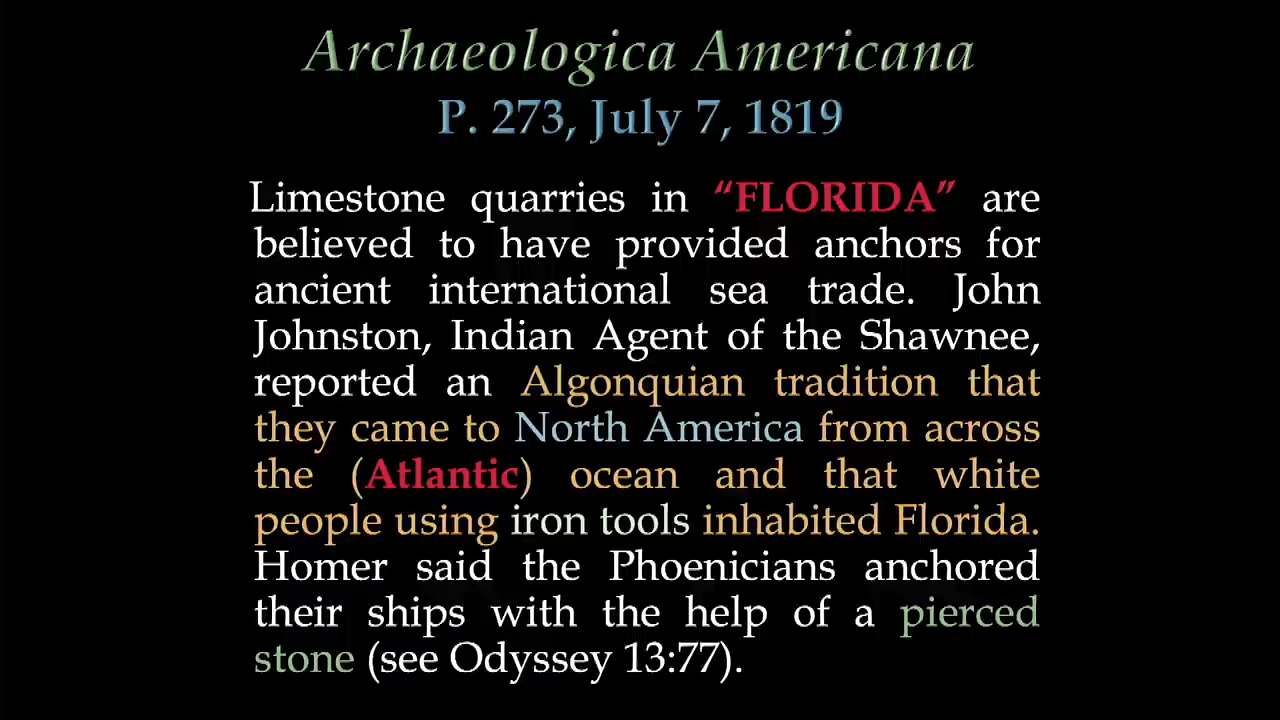 Archaeologica Americana
P. 273, July 7, 1819
Limestone quarries in “FLORIDA” are
believed to have provided anchors for
ancient international sea trade. John
Johnston, Indian Agent of the Shawnee,
reported an Algonquian tradition that
they came to North America from across
the (Atlantic) ocean and that white
people using iron tools inhabited Florida.
Homer said the Phoenicians anchored
their ships with the help of a pierced
stone (see Odyssey 13:77).